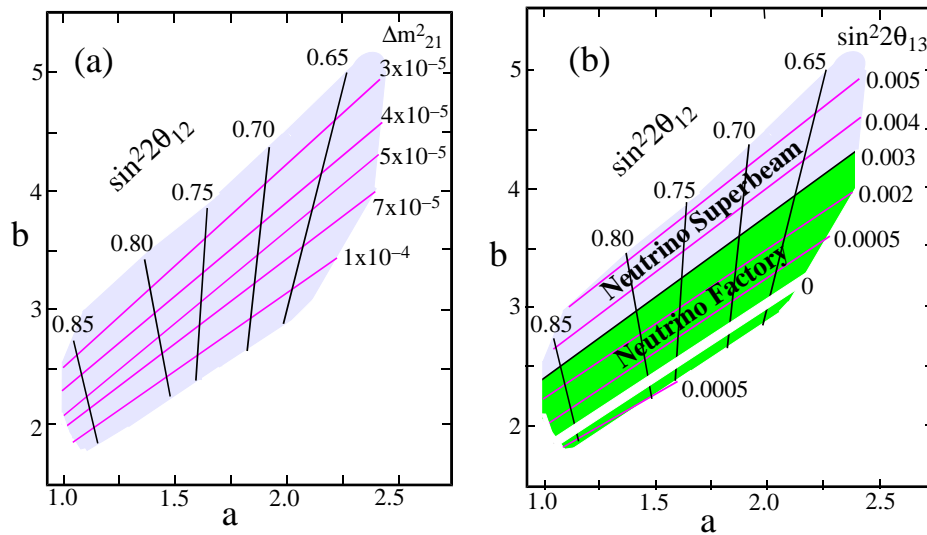 (a)
Δm²₂₁
3x10⁻⁵
4x10⁻⁵
5x10⁻⁵
7x10⁻⁵
1x10⁻⁴
sin²2θ₁₂
0.65
0.70
0.75
0.80
0.85
5
4
3
2
b
1.0
1.5
2.0
2.5
a
(b)
sin²2θ₁₃
0.005
0.004
0.003
0.002
0.0005
0
0.0005
sin²2θ₁₂
0.65
0.70
0.75
0.80
0.85
Neutrino Superbeam
Neutrino Factory
5
4
3
2
b
1.0
1.5
2.0
2.5
a